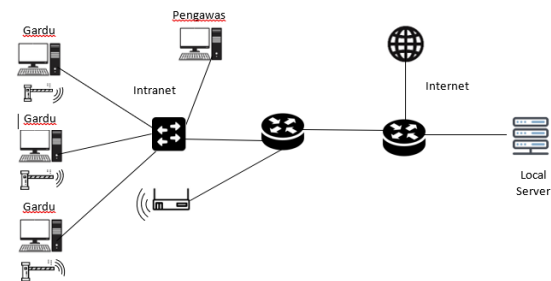 Pengawas
Gardu
Intranet
Internet
Gardu
Local
Server
Gardu